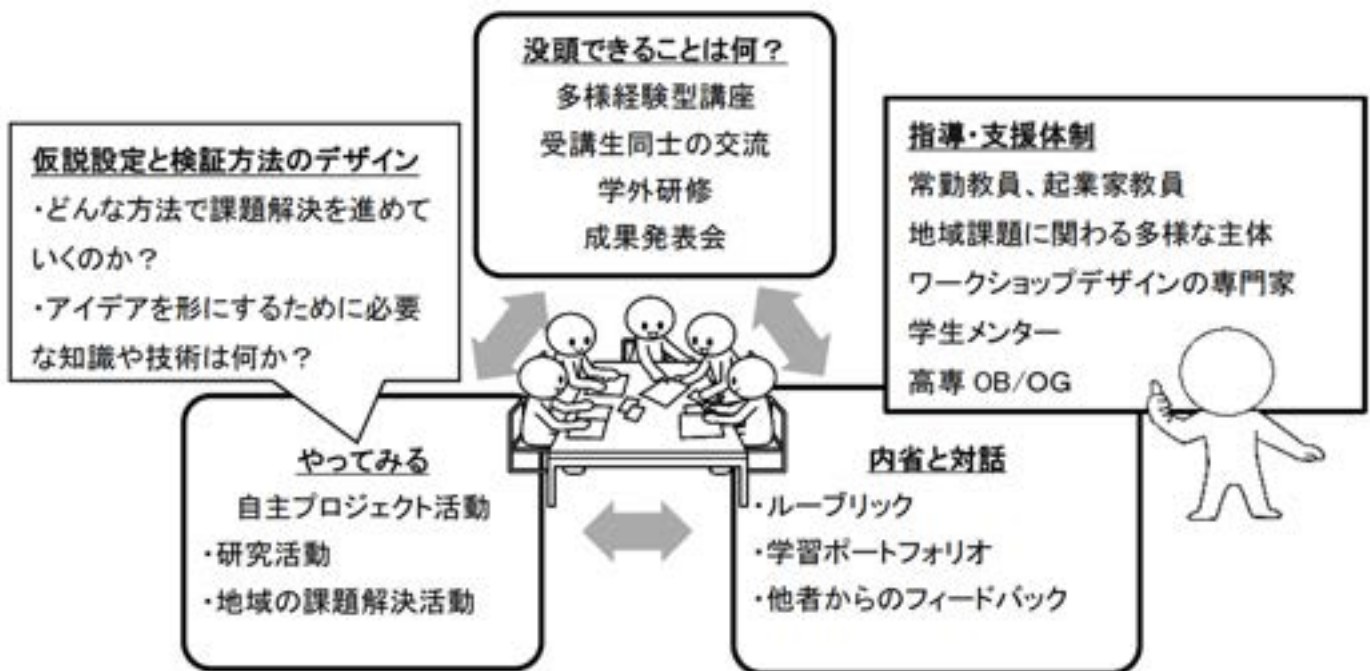 没頭できることは何？
多様経験型講座
受講生同士の交流
学外研修
成果発表会
仮説設定と検証方法のデザイン
・どんな方法で課題解決を進めて
いくのか？
・アイデアを形にするために必要
な知識や技術は何か？
指導・支援体制
常勤教員、起業家教員
地域課題に関わる多様な主体
ワークショップデザインの専門家
学生メンター
高専 OB/OG
やってみる
自主プロジェクト活動
・研究活動
・地域の課題解決活動
内省と対話
・ルーブリック
・学習ポートフォリオ
・他者からのフィードバック